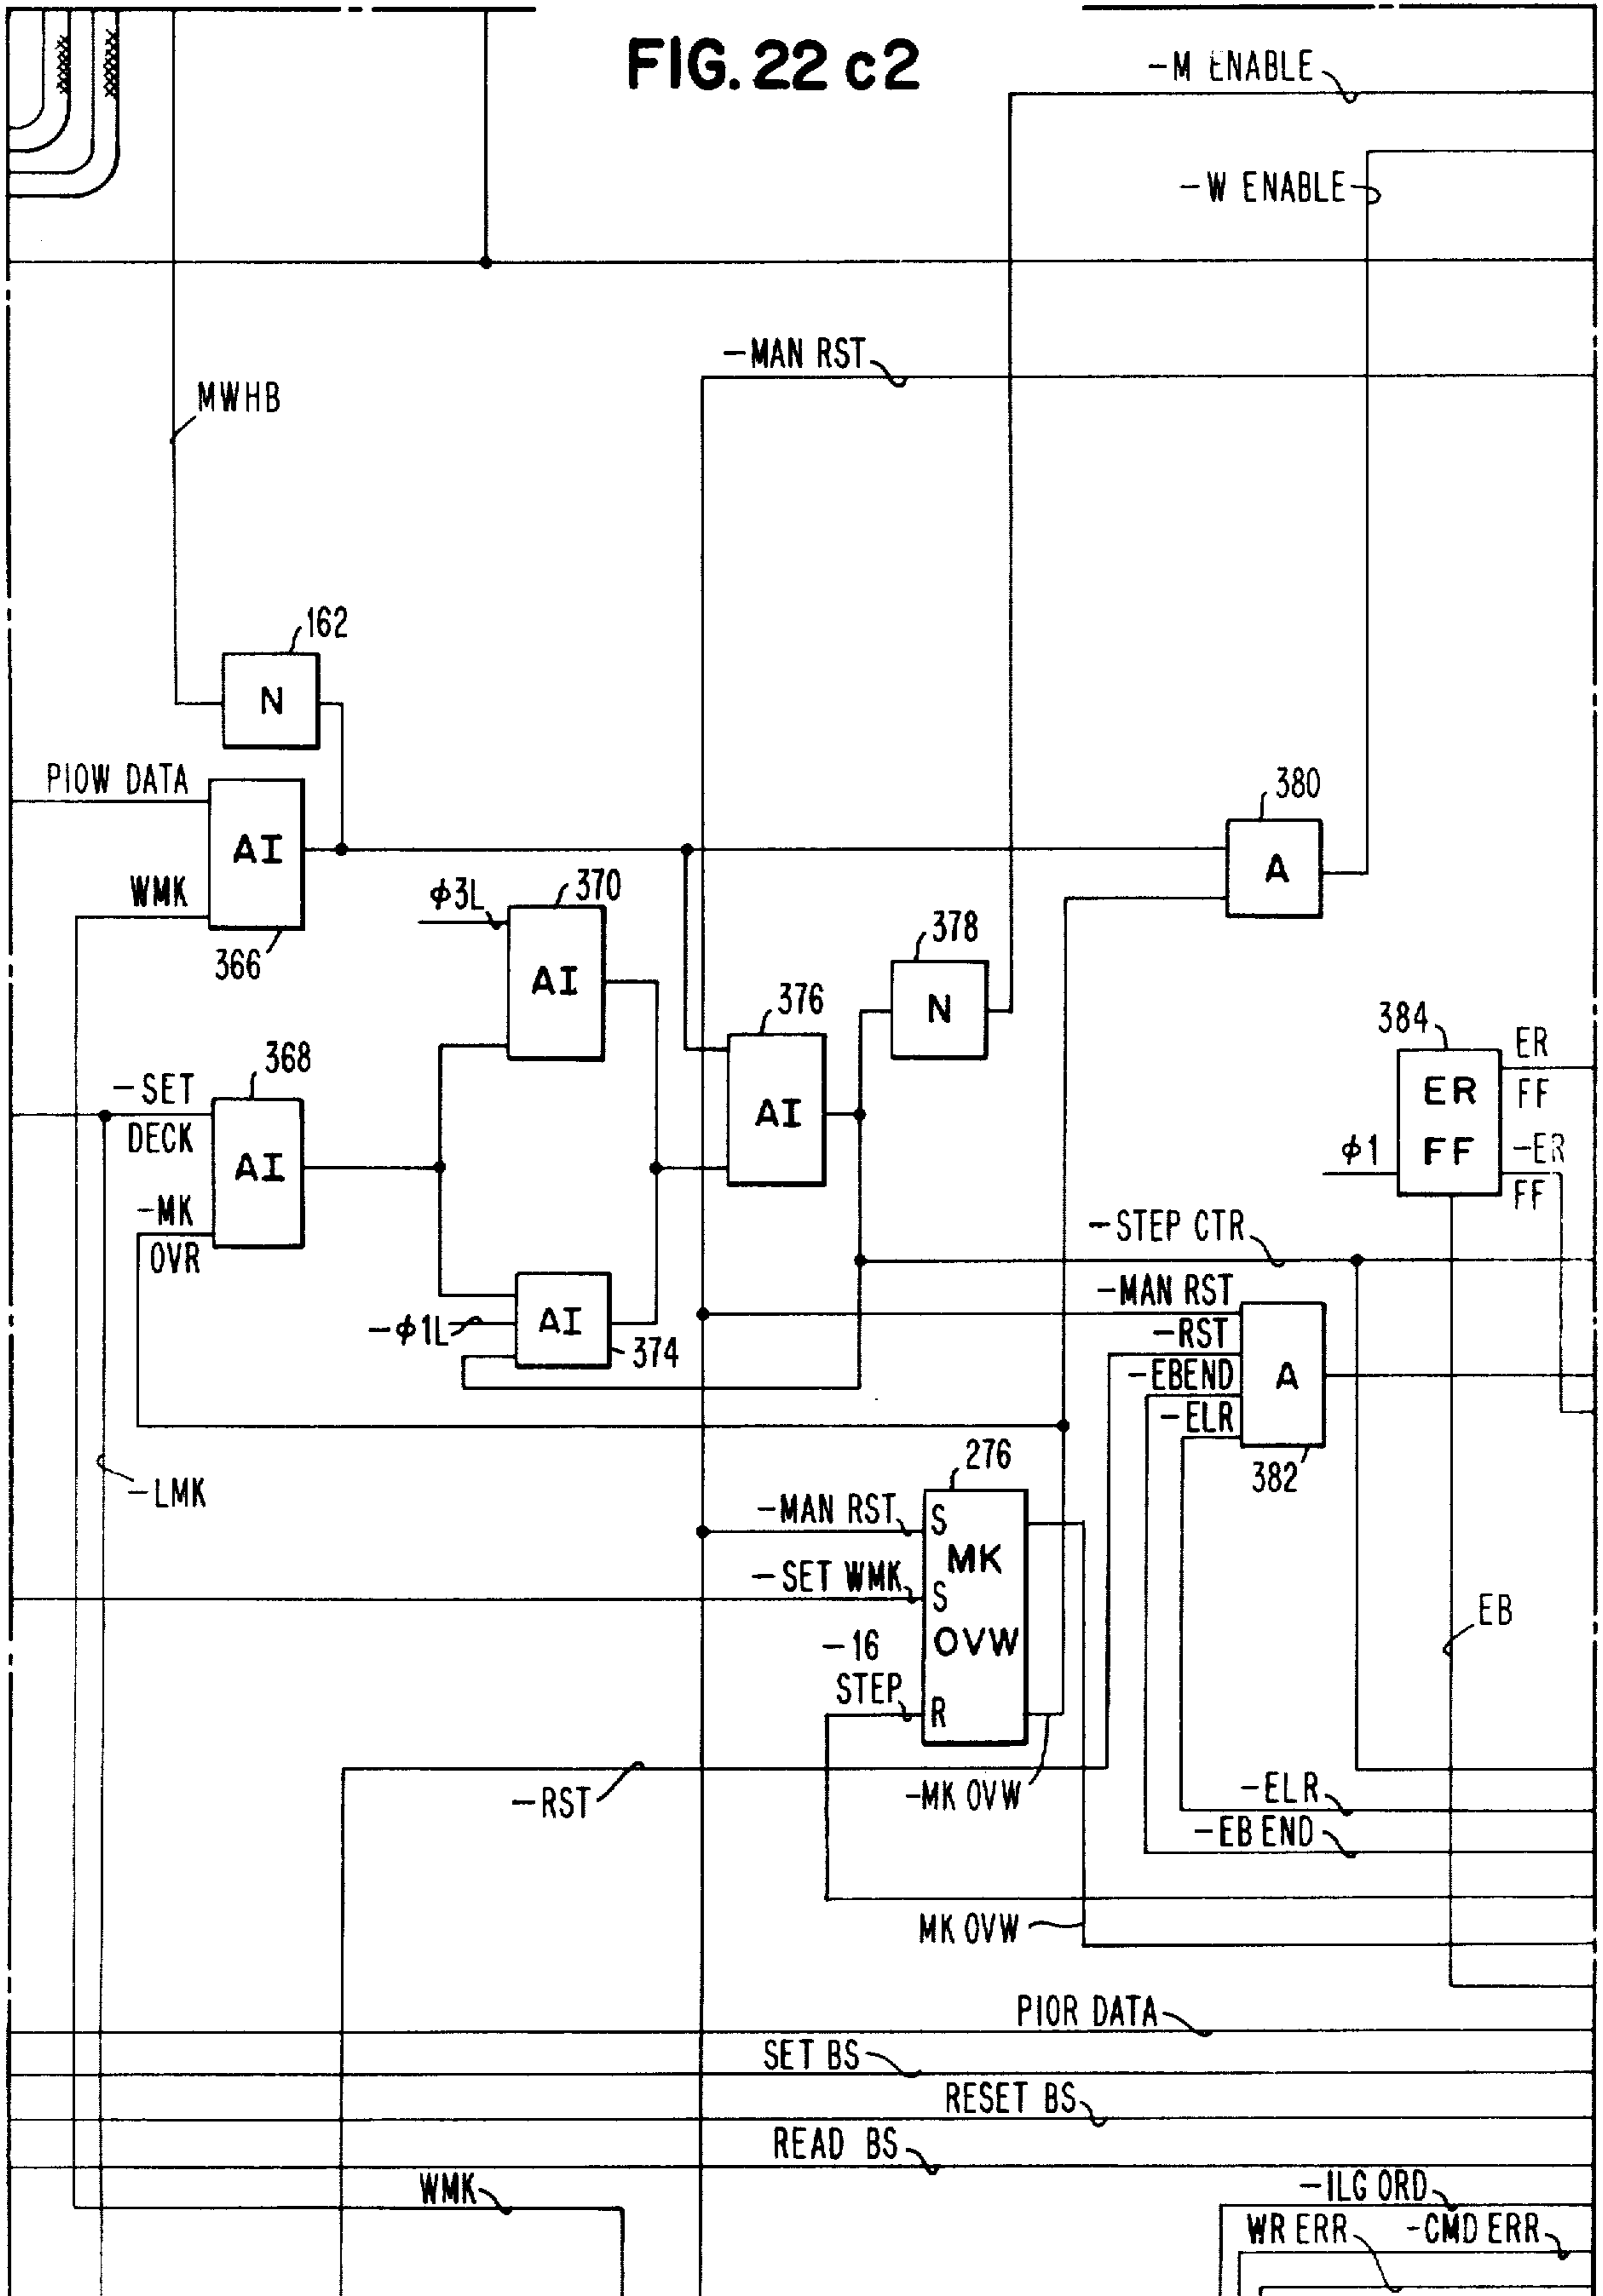 FIG. 22 c2
-M ENABLE
-W ENABLE
-MAN RST
MWHB
162
N
PIOW DATA
AI
WMK
366
380
A
φ3L
370
AI
378
N
376
AI
384
ER
FF
ER
FF
-ER
FF
φ1
368
-SET
DECK
AI
-MK
OVR
-STEP CTR
-φ1L
AI
374
-MAN RST
-RST
-EBEND
-ELR
A
382
-LMK
276
-MAN RST
S
MK
-SET WMK
S
OVW
-16
STEP
R
EB
-RST
-MK OVW
-ELR
-EB END
MK OVW
PIOR DATA
SET BS
RESET BS
READ BS
WMK
-ILG ORD
WR ERR
-CMD ERR